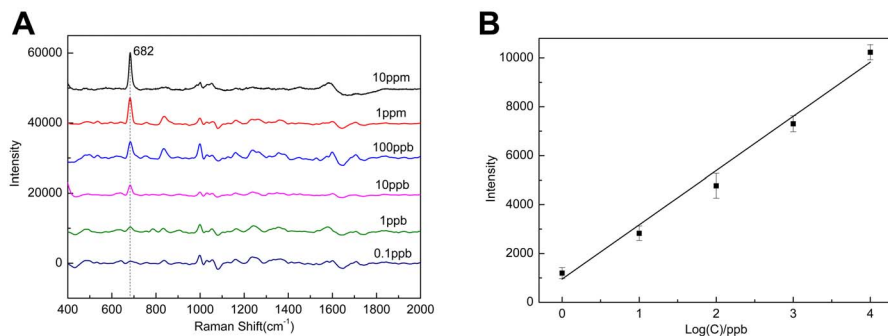 A
60000
40000
20000
0
Intensity
682
10ppm
1ppm
100ppb
10ppb
1ppb
0.1ppb
400 600 800 1000 1200 1400 1600 1800 2000
Raman Shift(cm⁻¹)
B
10000
8000
6000
4000
2000
0
Intensity
0 1 2 3 4
Log(C)/ppb